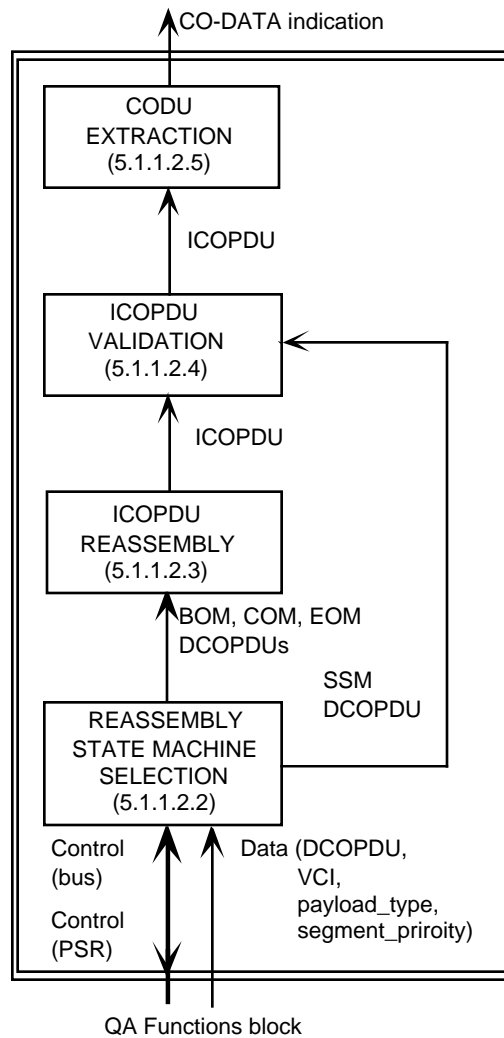 CO-DATA indication
CODU
EXTRACTION
(5.1.1.2.5)
ICOPDU
ICOPDU
VALIDATION
(5.1.1.2.4)
ICOPDU
ICOPDU
REASSEMBLY
(5.1.1.2.3)
BOM, COM, EOM
DCOPDUs
SSM
DCOPDU
REASSEMBLY
STATE MACHINE
SELECTION
(5.1.1.2.2)
Control
(bus)
Control
(PSR)
Data (DCOPDU,
VCI,
payload_type,
segment_priroity)
QA Functions block